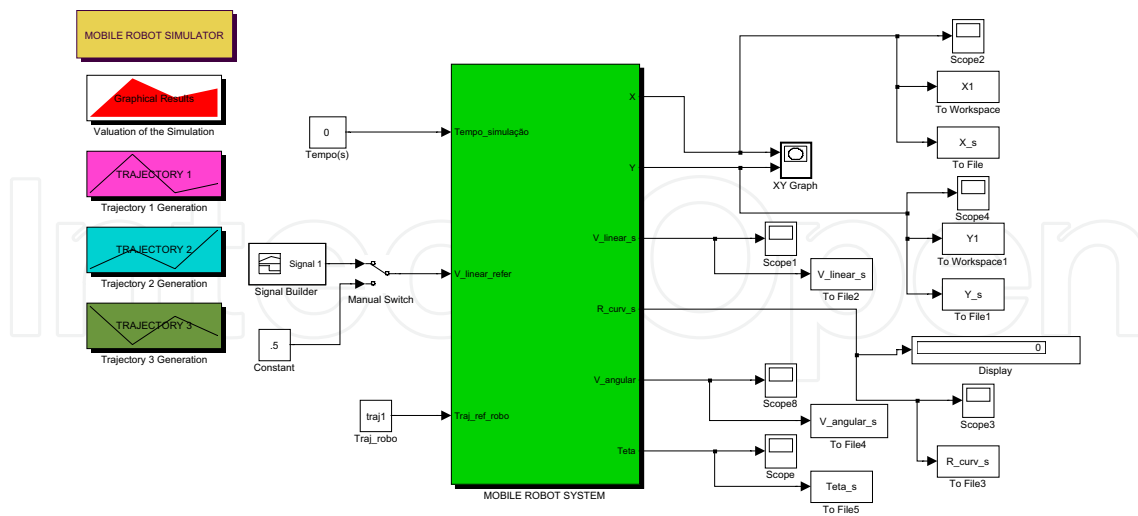 MOBILE ROBOT SIMULATOR
Graphical Results
Valuation of the Simulation
TRAJECTORY 1
Trajectory 1 Generation
TRAJECTORY 2
Trajectory 2 Generation
TRAJECTORY 3
Trajectory 3 Generation
0
Tempo(s)
Signal 1
Signal Builder
Manual Switch
.5
Constant
traj1
Traj_robo
Tempo_simulação
V_linear_refer
Traj_ref_robo
X
Y
V_linear_s
R_curv_s
V_angular
Teta
MOBILE ROBOT SYSTEM
XY Graph
Scope2
X1
To Workspace
X_s
To File
Scope4
Y1
To Workspace1
Y_s
To File1
Scope1
V_linear_s
To File2
0
Display
Scope8
V_angular_s
To File4
Scope3
R_curv_s
To File3
Scope
Teta_s
To File5
IntechOpen